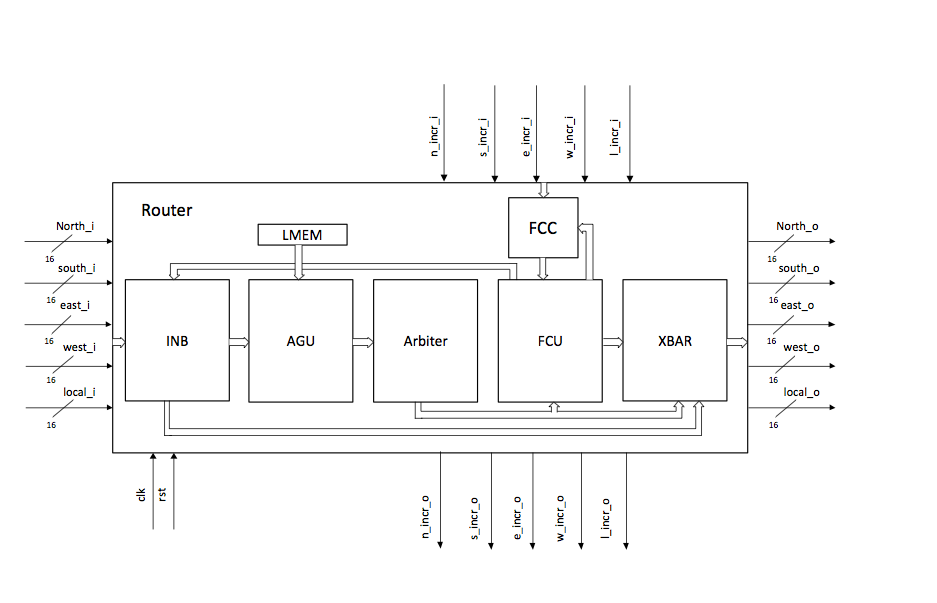 n_incr_i
s_incr_i
e_incr_i
w_incr_i
l_incr_i
Router
North_i
16
south_i
16
east_i
16
west_i
16
local_i
16
LMEM
FCC
INB
AGU
Arbiter
FCU
XBAR
North_o
16
south_o
16
east_o
16
west_o
16
local_o
16
clk
rst
n_incr_o
s_incr_o
e_incr_o
w_incr_o
l_incr_o